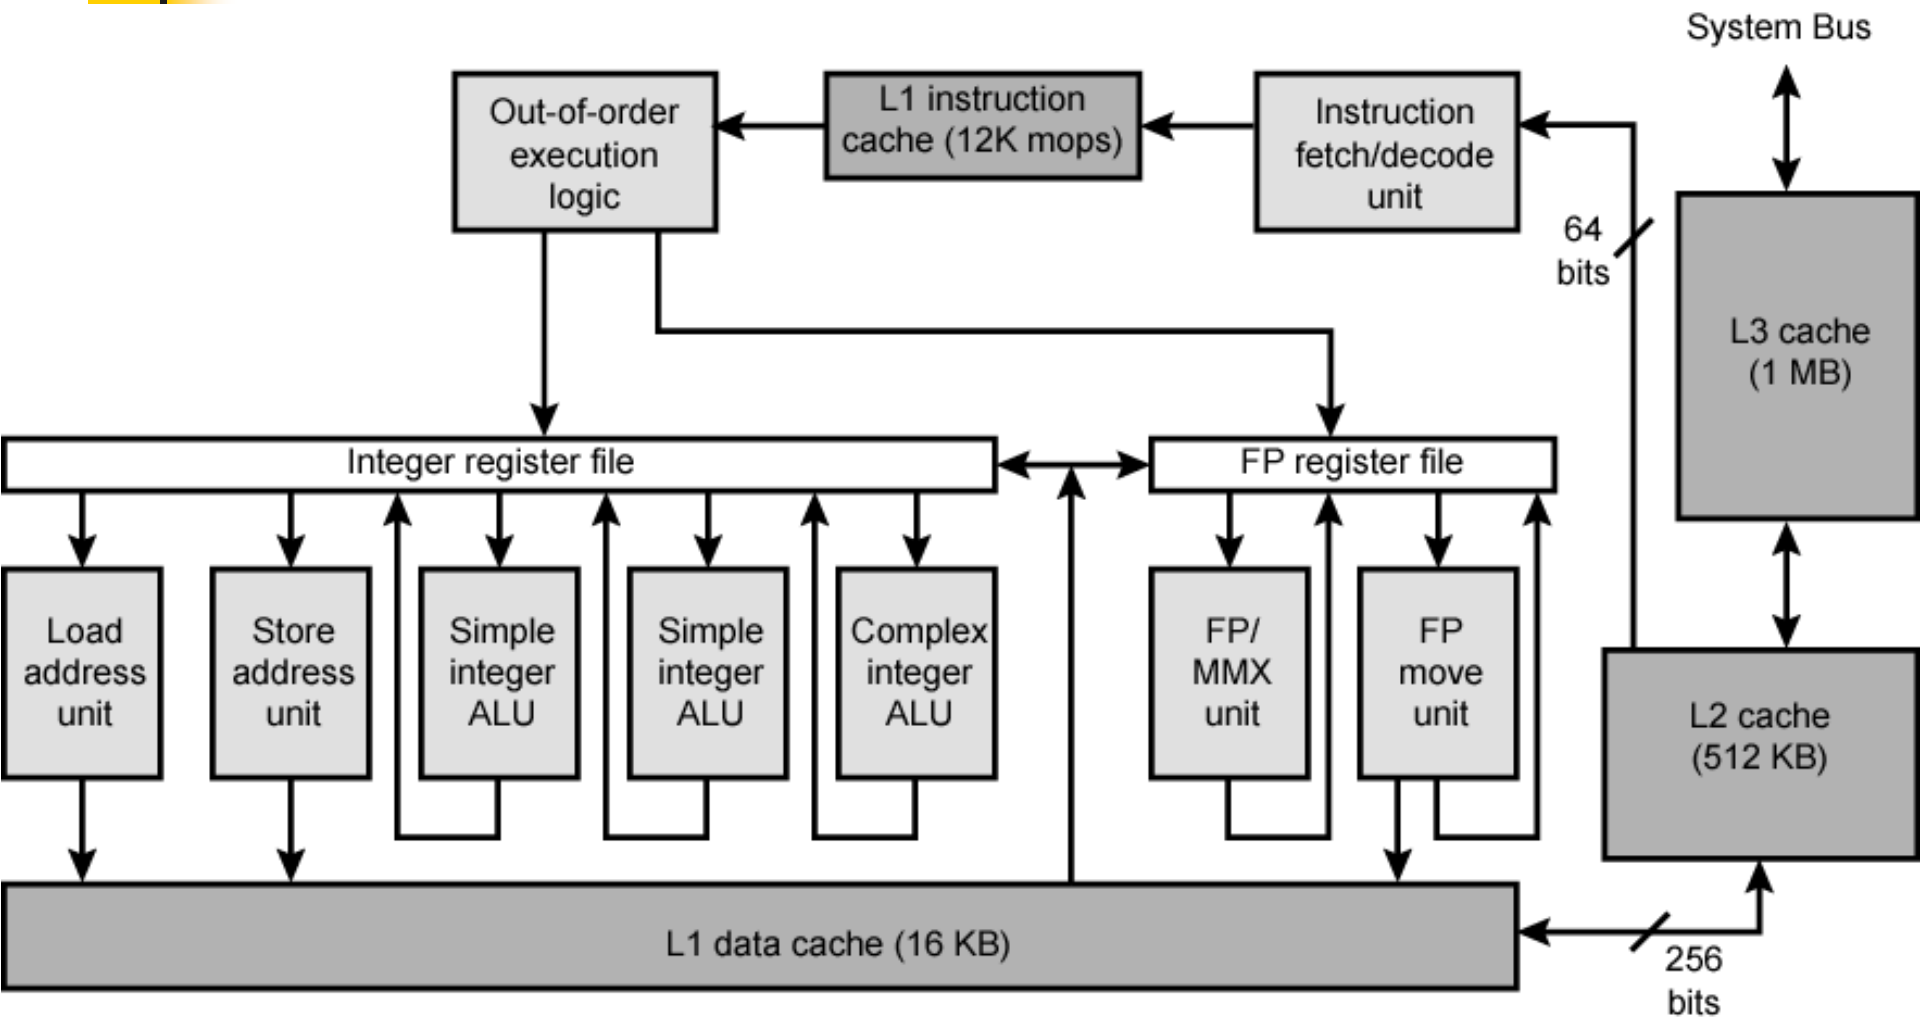 System Bus
Out-of-order
execution
logic
L1 instruction
cache (12K mops)
Instruction
fetch/decode
unit
64
bits
L3 cache
(1 MB)
Integer register file
FP register file
Load
address
unit
Store
address
unit
Simple
integer
ALU
Simple
integer
ALU
Complex
integer
ALU
FP/
MMX
unit
FP
move
unit
L2 cache
(512 KB)
L1 data cache (16 KB)
256
bits